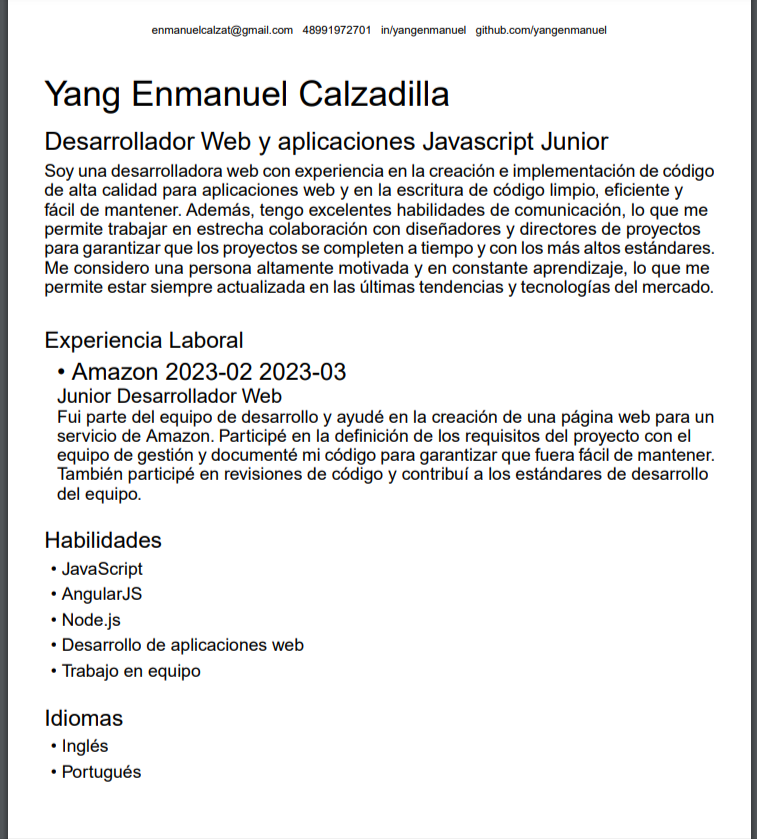 enmanuelcalzat@gmail.com 48991972701 in/yangenmanuel github.com/yangenmanuel
Yang Enmanuel Calzadilla
Desarrollador Web y aplicaciones Javascript Junior
Soy una desarrolladora web con experiencia en la creación e implementación de código
de alta calidad para aplicaciones web y en la escritura de código limpio, eficiente y
fácil de mantener. Además, tengo excelentes habilidades de comunicación, lo que me
permite trabajar en estrecha colaboración con diseñadores y directores de proyectos
para garantizar que los proyectos se completen a tiempo y con los más altos estándares.
Me considero una persona altamente motivada y en constante aprendizaje, lo que me
permite estar siempre actualizada en las últimas tendencias y tecnologías del mercado.
Experiencia Laboral
• Amazon 2023-02 2023-03
Junior Desarrollador Web
Fui parte del equipo de desarrollo y ayudé en la creación de una página web para un
servicio de Amazon. Participé en la definición de los requisitos del proyecto con el
equipo de gestión y documenté mi código para garantizar que fuera fácil de mantener.
También participé en revisiones de código y contribuí a los estándares de desarrollo
del equipo.
Habilidades
• JavaScript
• AngularJS
• Node.js
• Desarrollo de aplicaciones web
• Trabajo en equipo
Idiomas
• Inglés
• Portugués